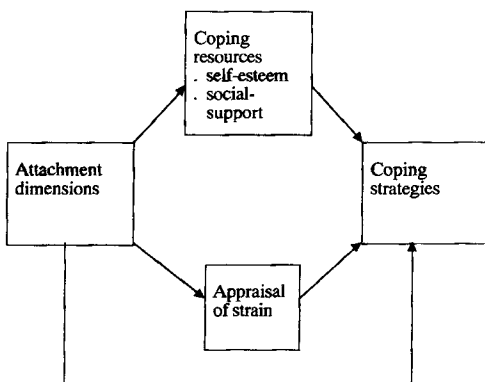 Coping
resources
. self-esteem
. social-
support
Attachment
dimensions
Coping
strategies
Appraisal
of strain